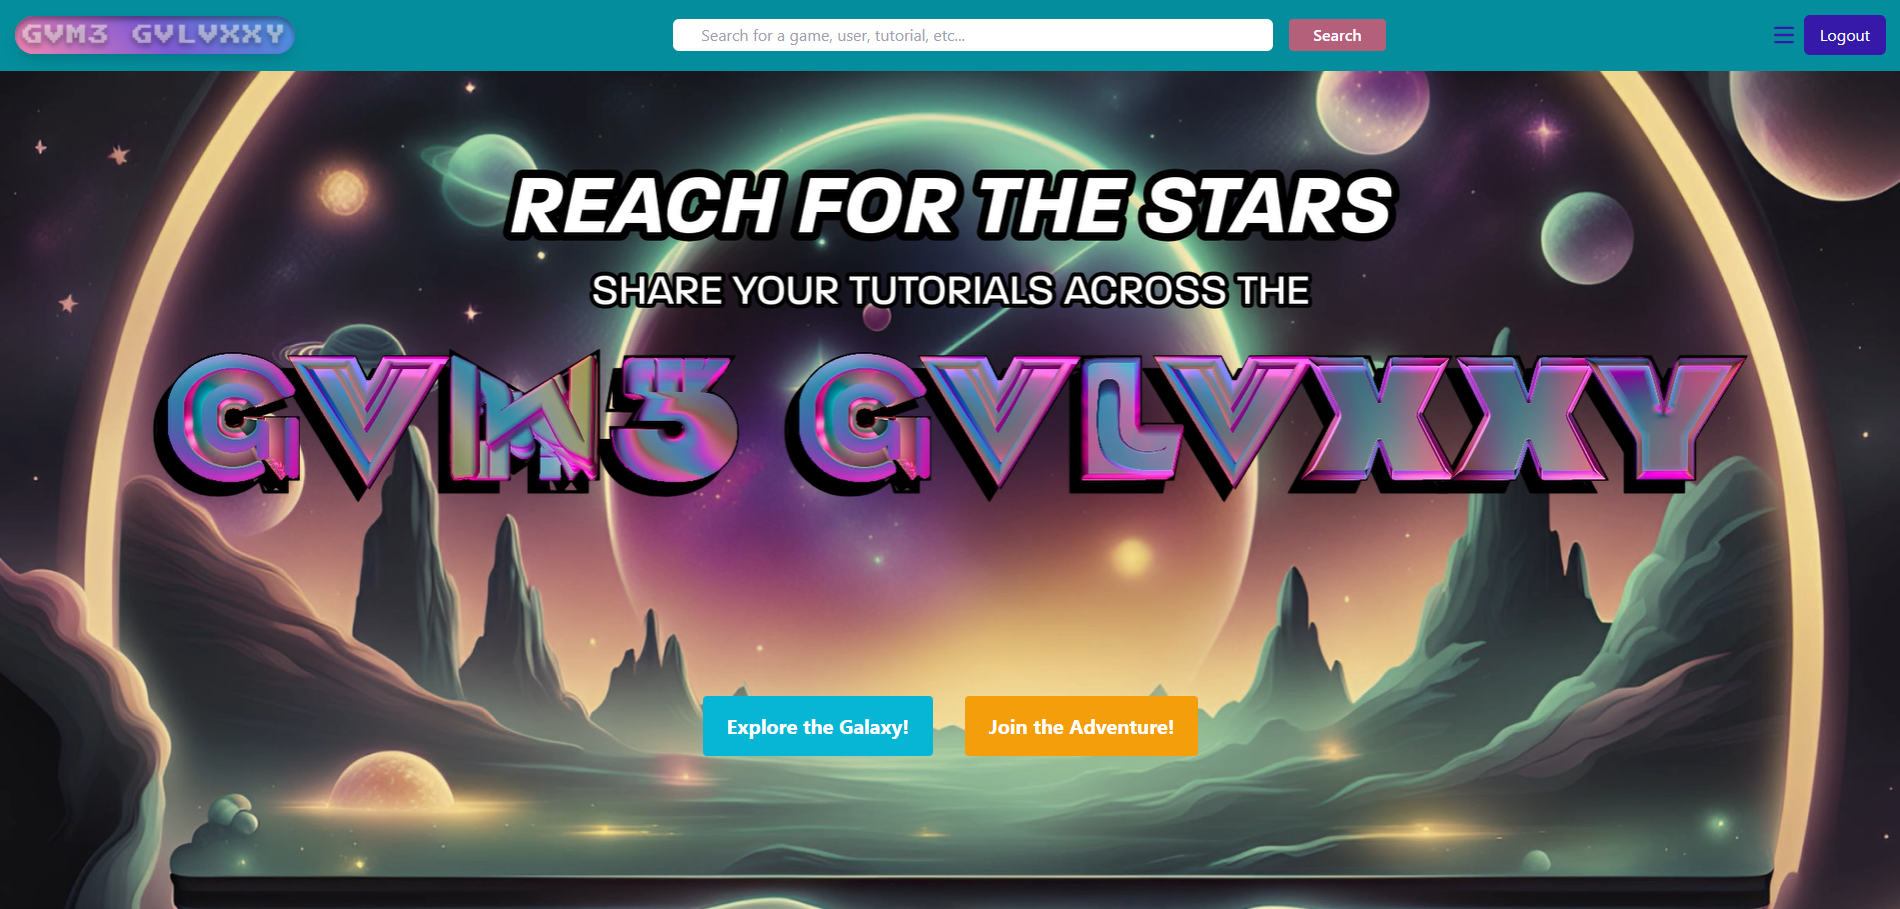 GVM3 GVLVXXY
Search for a game, user, tutorial, etc...
Search
Logout
REACH FOR THE STARS
SHARE YOUR TUTORIALS ACROSS THE
GVM3 GVLVXXY
Explore the Galaxy!
Join the Adventure!